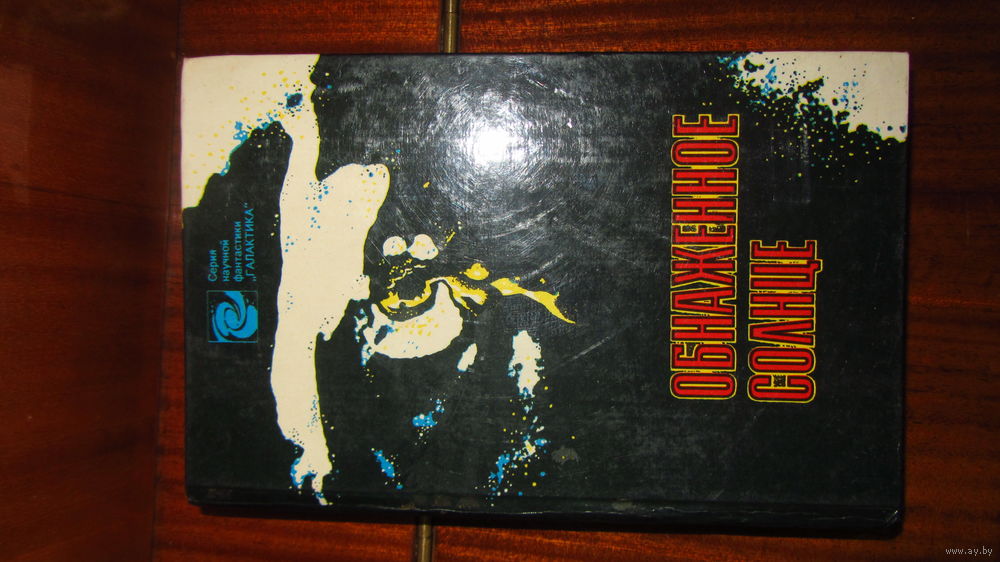 Серия
научной
фантастики
„ГАЛАКТИКА“
ОБНАЖЕННОЕ
СОЛНЦЕ
www.ay.by